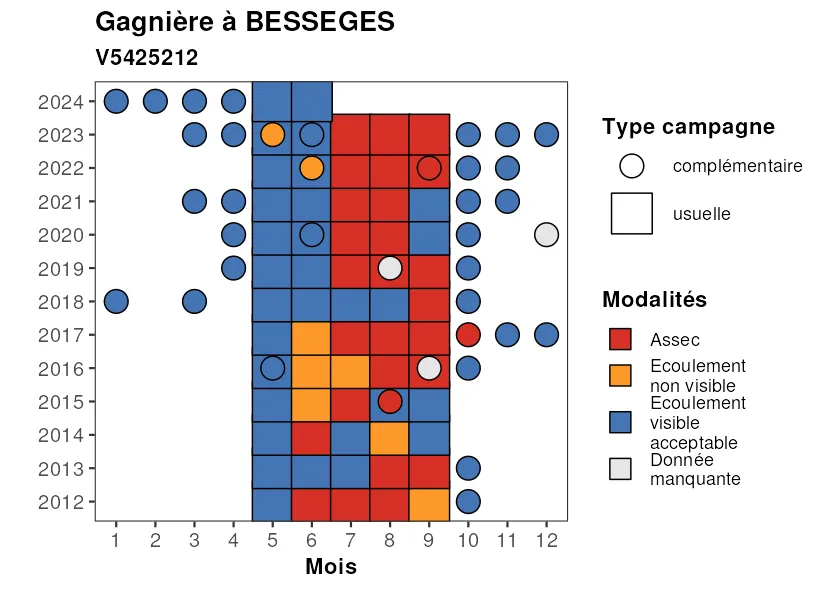 Gagnière à BESSEGES
V5425212
2024
2023
2022
2021
2020
2019
2018
2017
2016
2015
2014
2013
2012
1 2 3 4 5 6 7 8 9 10 11 12
Mois
Type campagne
complémentaire
usuelle
Modalités
Assec
Ecoulement
non visible
Ecoulement
visible
acceptable
Donnée
manquante